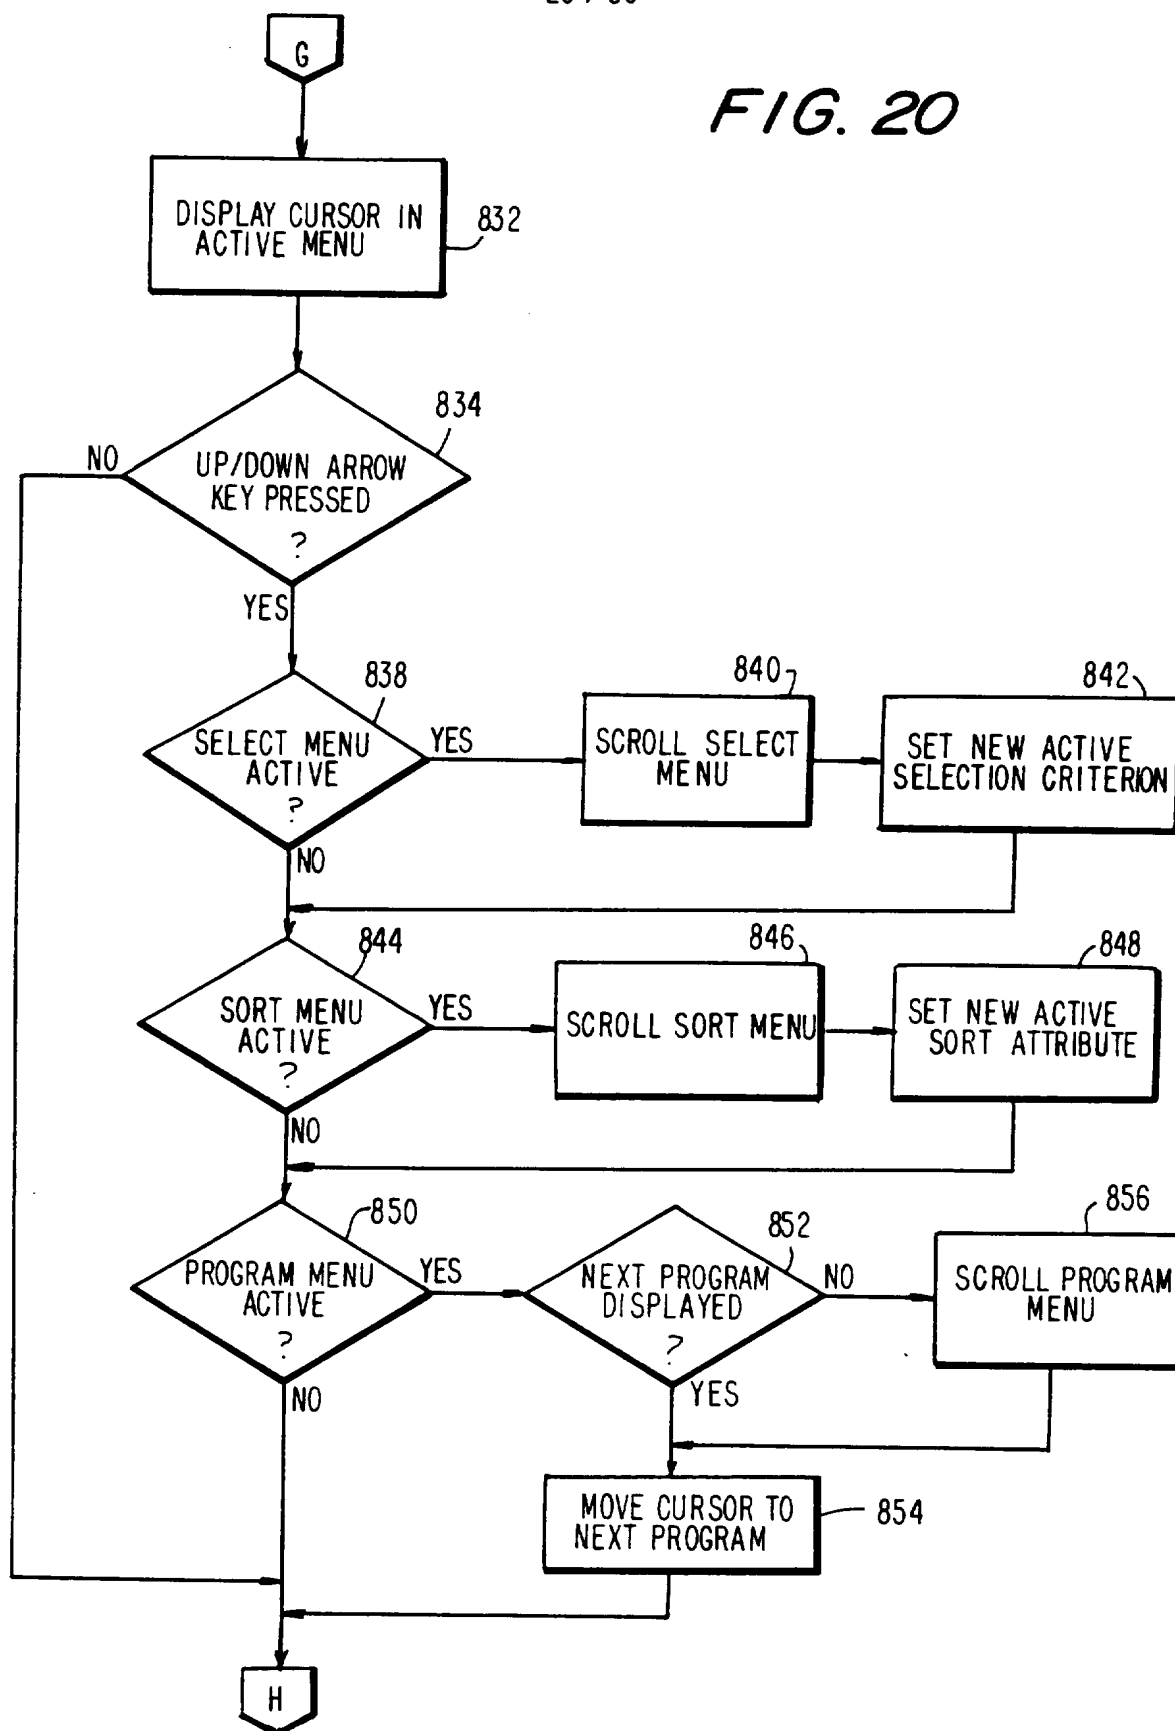 G
FIG. 20
DISPLAY CURSOR IN
ACTIVE MENU
832
834
NO
UP/DOWN ARROW
KEY PRESSED
?
YES
838
SELECT MENU
ACTIVE
?
YES
NO
840
SCROLL SELECT
MENU
842
SET NEW ACTIVE
SELECTION CRITERION
844
SORT MENU
ACTIVE
?
YES
NO
846
SCROLL SORT MENU
848
SET NEW ACTIVE
SORT ATTRIBUTE
850
PROGRAM MENU
ACTIVE
?
YES
NO
852
NEXT PROGRAM
DISPLAYED
?
NO
YES
856
SCROLL PROGRAM
MENU
MOVE CURSOR TO
NEXT PROGRAM
854
H